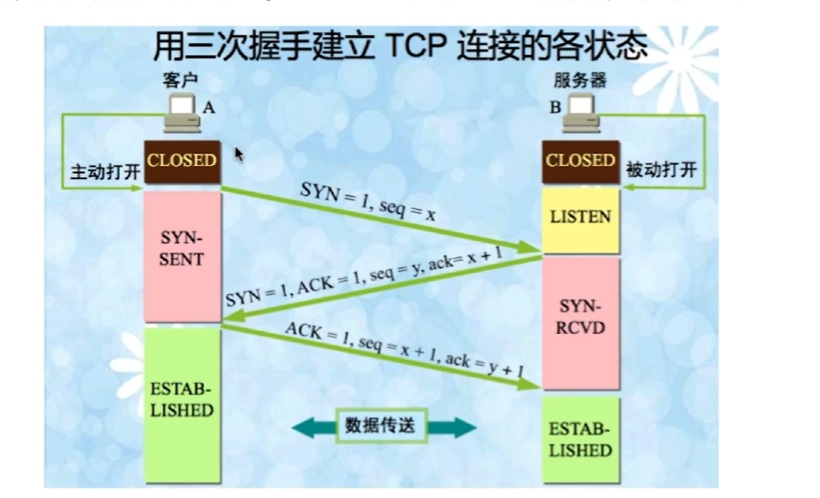 用三次握手建立 TCP 连接的各状态
客户
服务器
A
B
主动打开
CLOSED
CLOSED
被动打开
SYN = 1, seq = x
LISTEN
SYN-
SENT
SYN = 1, ACK = 1, seq = y, ack= x + 1
SYN-
RCVD
ACK = 1, seq = x + 1, ack = y + 1
ESTAB-
LISHED
数据传送
ESTAB-
LISHED